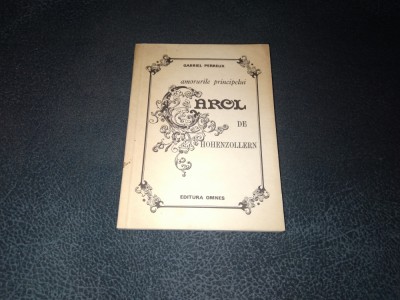 GABRIEL PERREUX
amorurile principelui
CAROL
DE
HOHENZOLLERN
EDITURA OMNES